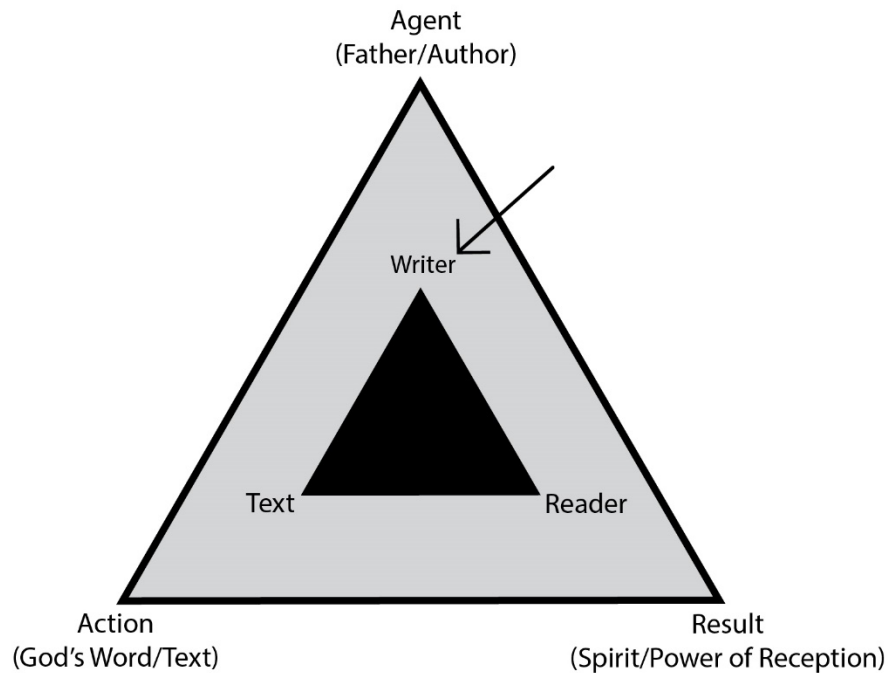 Agent
(Father/Author)
Writer
Text
Reader
Action
(God's Word/Text)
Result
(Spirit/Power of Reception)